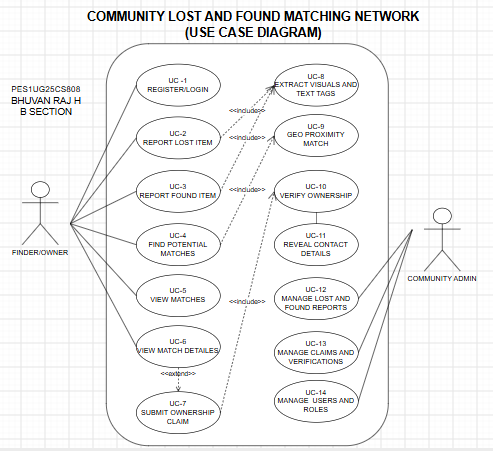 COMMUNITY LOST AND FOUND MATCHING NETWORK
(USE CASE DIAGRAM)
PES1UG25CS808
BHUVAN RAJ H
B SECTION
FINDER/OWNER
UC -1
REGISTER/LOGIN
UC-2
REPORT LOST ITEM
UC-3
REPORT FOUND ITEM
UC-4
FIND POTENTIAL
MATCHES
UC-5
VIEW MATCHES
UC-6
VIEW MATCH DETAILES
<<extend>>
UC-7
SUBMIT OWNERSHIP
CLAIM
<<include>>
<<include>>
<<include>>
<<include>>
UC-8
EXTRACT VISUALS AND
TEXT TAGS
UC-9
GEO PROXIMITY
MATCH
UC-10
VERIFY OWNERSHIP
UC-11
REVEAL CONTACT
DETAILS
UC-12
MANAGE LOST AND
FOUND REPORTS
UC-13
MANAGE CLAIMS AND
VERIFICATIONS
UC-14
MANAGE USERS AND
ROLES
COMMUNITY ADMIN